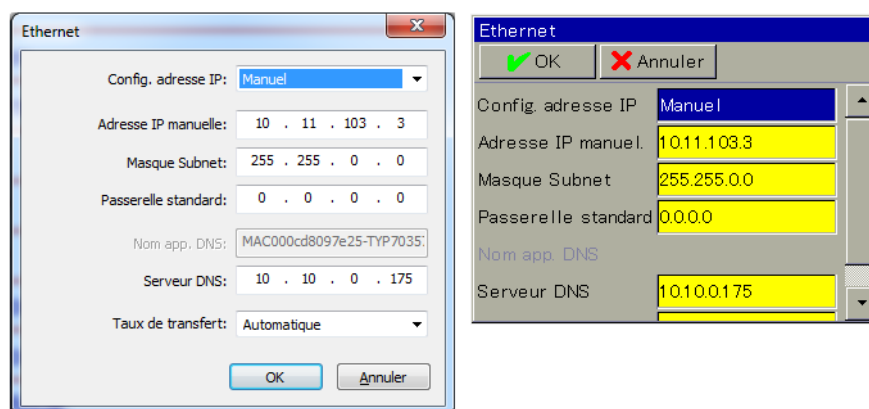 Ethernet
Config. adresse IP: Manuel
Adresse IP manuelle: 10 . 11 . 103 . 3
Masque Subnet: 255 . 255 . 0 . 0
Passerelle standard: 0 . 0 . 0 . 0
Nom app. DNS: MAC000cd8097e25-TYP7035
Serveur DNS: 10 . 10 . 0 . 175
Taux de transfert: Automatique
OK Annuler
Ethernet
OK Annuler
Config. adresse IP Manuel
Adresse IP manuel. 10.11.103.3
Masque Subnet 255.255.0.0
Passerelle standard 0.0.0.0
Nom app. DNS
Serveur DNS 10.10.0.175